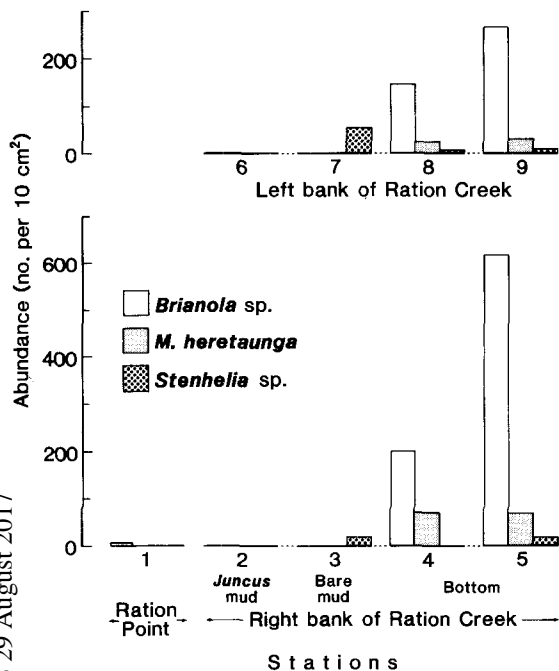 200
0
6 7 8 9
Left bank of Ration Creek
Abundance (no. per 10 cm²)
600
400
200
0
Brianola sp.
M. heretaunga
Stenhelia sp.
1 2 3 4 5
Juncus mud
Bare mud
Bottom
Ration Point
Right bank of Ration Creek
Stations
29 August 2017